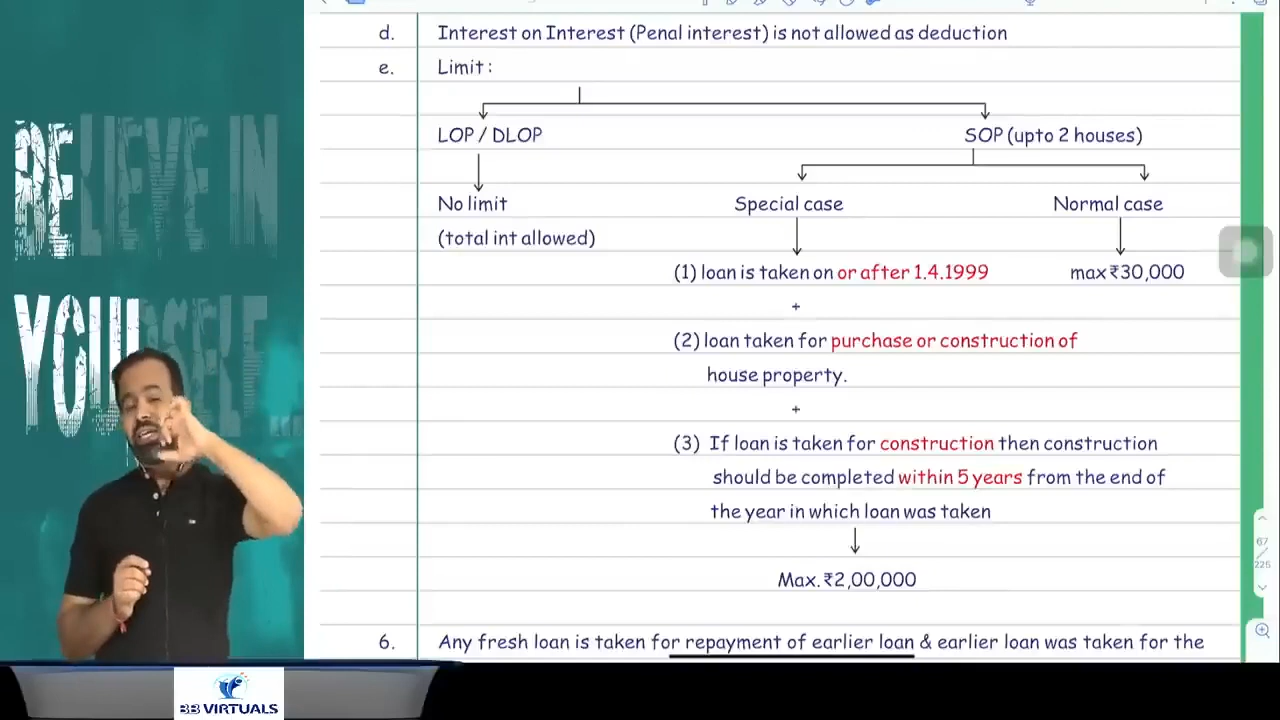 BELIEVE IN
YOURSELF...
d. Interest on Interest (Penal interest) is not allowed as deduction
e. Limit :
LOP / DLOP SOP (upto 2 houses)
No limit Special case Normal case
(total int allowed)
(1) loan is taken on or after 1.4.1999 max ₹30,000
+
(2) loan taken for purchase or construction of
house property.
+
(3) If loan is taken for construction then construction
should be completed within 5 years from the end of
the year in which loan was taken
Max. ₹2,00,000
6. Any fresh loan is taken for repayment of earlier loan & earlier loan was taken for the
67
225
BB VIRTUALS